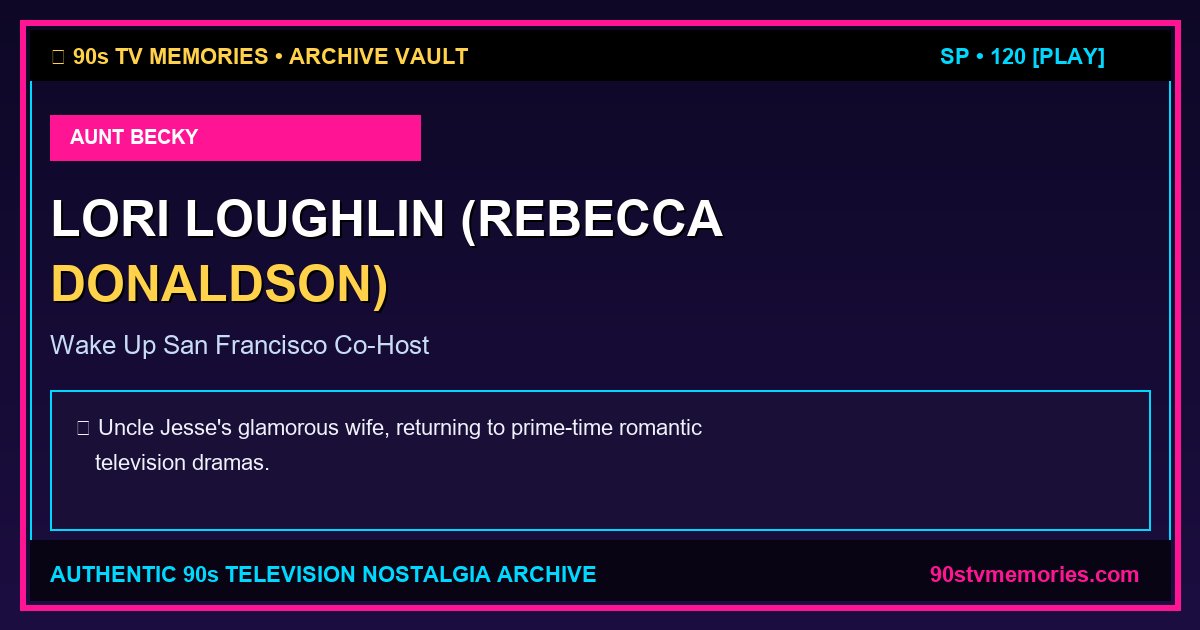 90s TV MEMORIES • ARCHIVE VAULT
SP • 120 [PLAY]
AUNT BECKY
LORI LOUGHLIN (REBECCA
DONALDSON)
Wake Up San Francisco Co-Host
Uncle Jesse's glamorous wife, returning to prime-time romantic
television dramas.
AUTHENTIC 90s TELEVISION NOSTALGIA ARCHIVE
90stvmemories.com